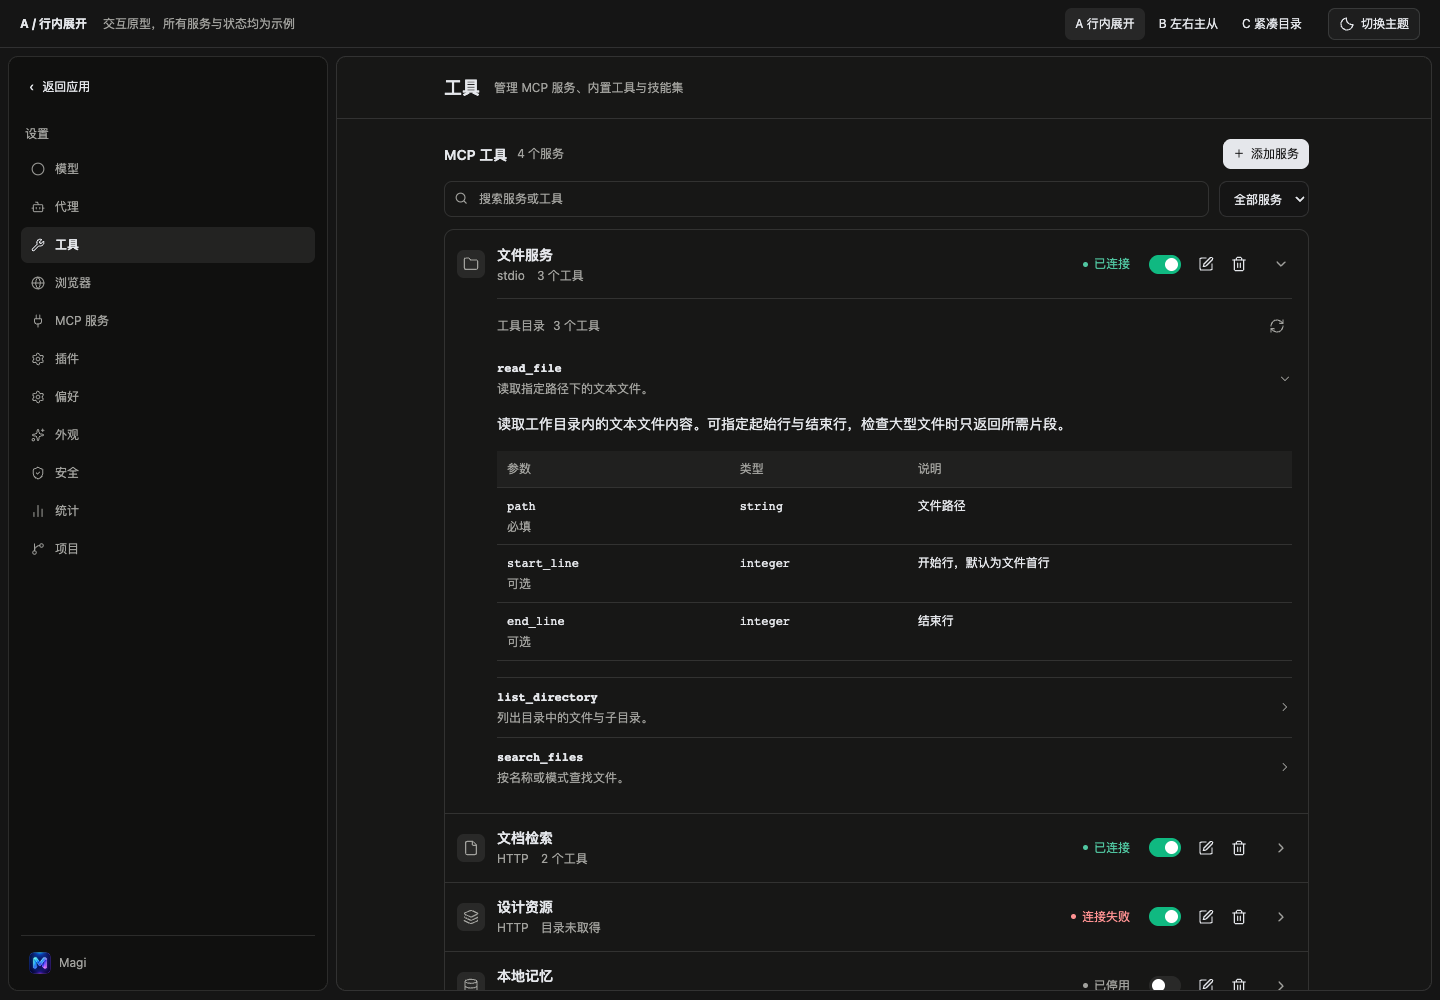 A / 行内展开 交互原型，所有服务与状态均为示例 A 行内展开 B 左右主从 C 紧凑目录 切换主题
‹ 返回应用
设置
模型
代理
工具
浏览器
MCP 服务
插件
偏好
外观
安全
统计
项目
Magi
工具 管理 MCP 服务、内置工具与技能集
MCP 工具 4 个服务 + 添加服务
搜索服务或工具 全部服务
文件服务
stdio 3 个工具 已连接
工具目录 3 个工具
read_file
读取指定路径下的文本文件。
读取工作目录内的文本文件内容。可指定起始行与结束行，检查大型文件时只返回所需片段。
参数 类型 说明
path string 文件路径
必填
start_line integer 开始行，默认为文件首行
可选
end_line integer 结束行
可选
list_directory
列出目录中的文件与子目录。
search_files
按名称或模式查找文件。
文档检索
HTTP 2 个工具 已连接
设计资源
HTTP 目录未取得 连接失败
本地记忆
已停用